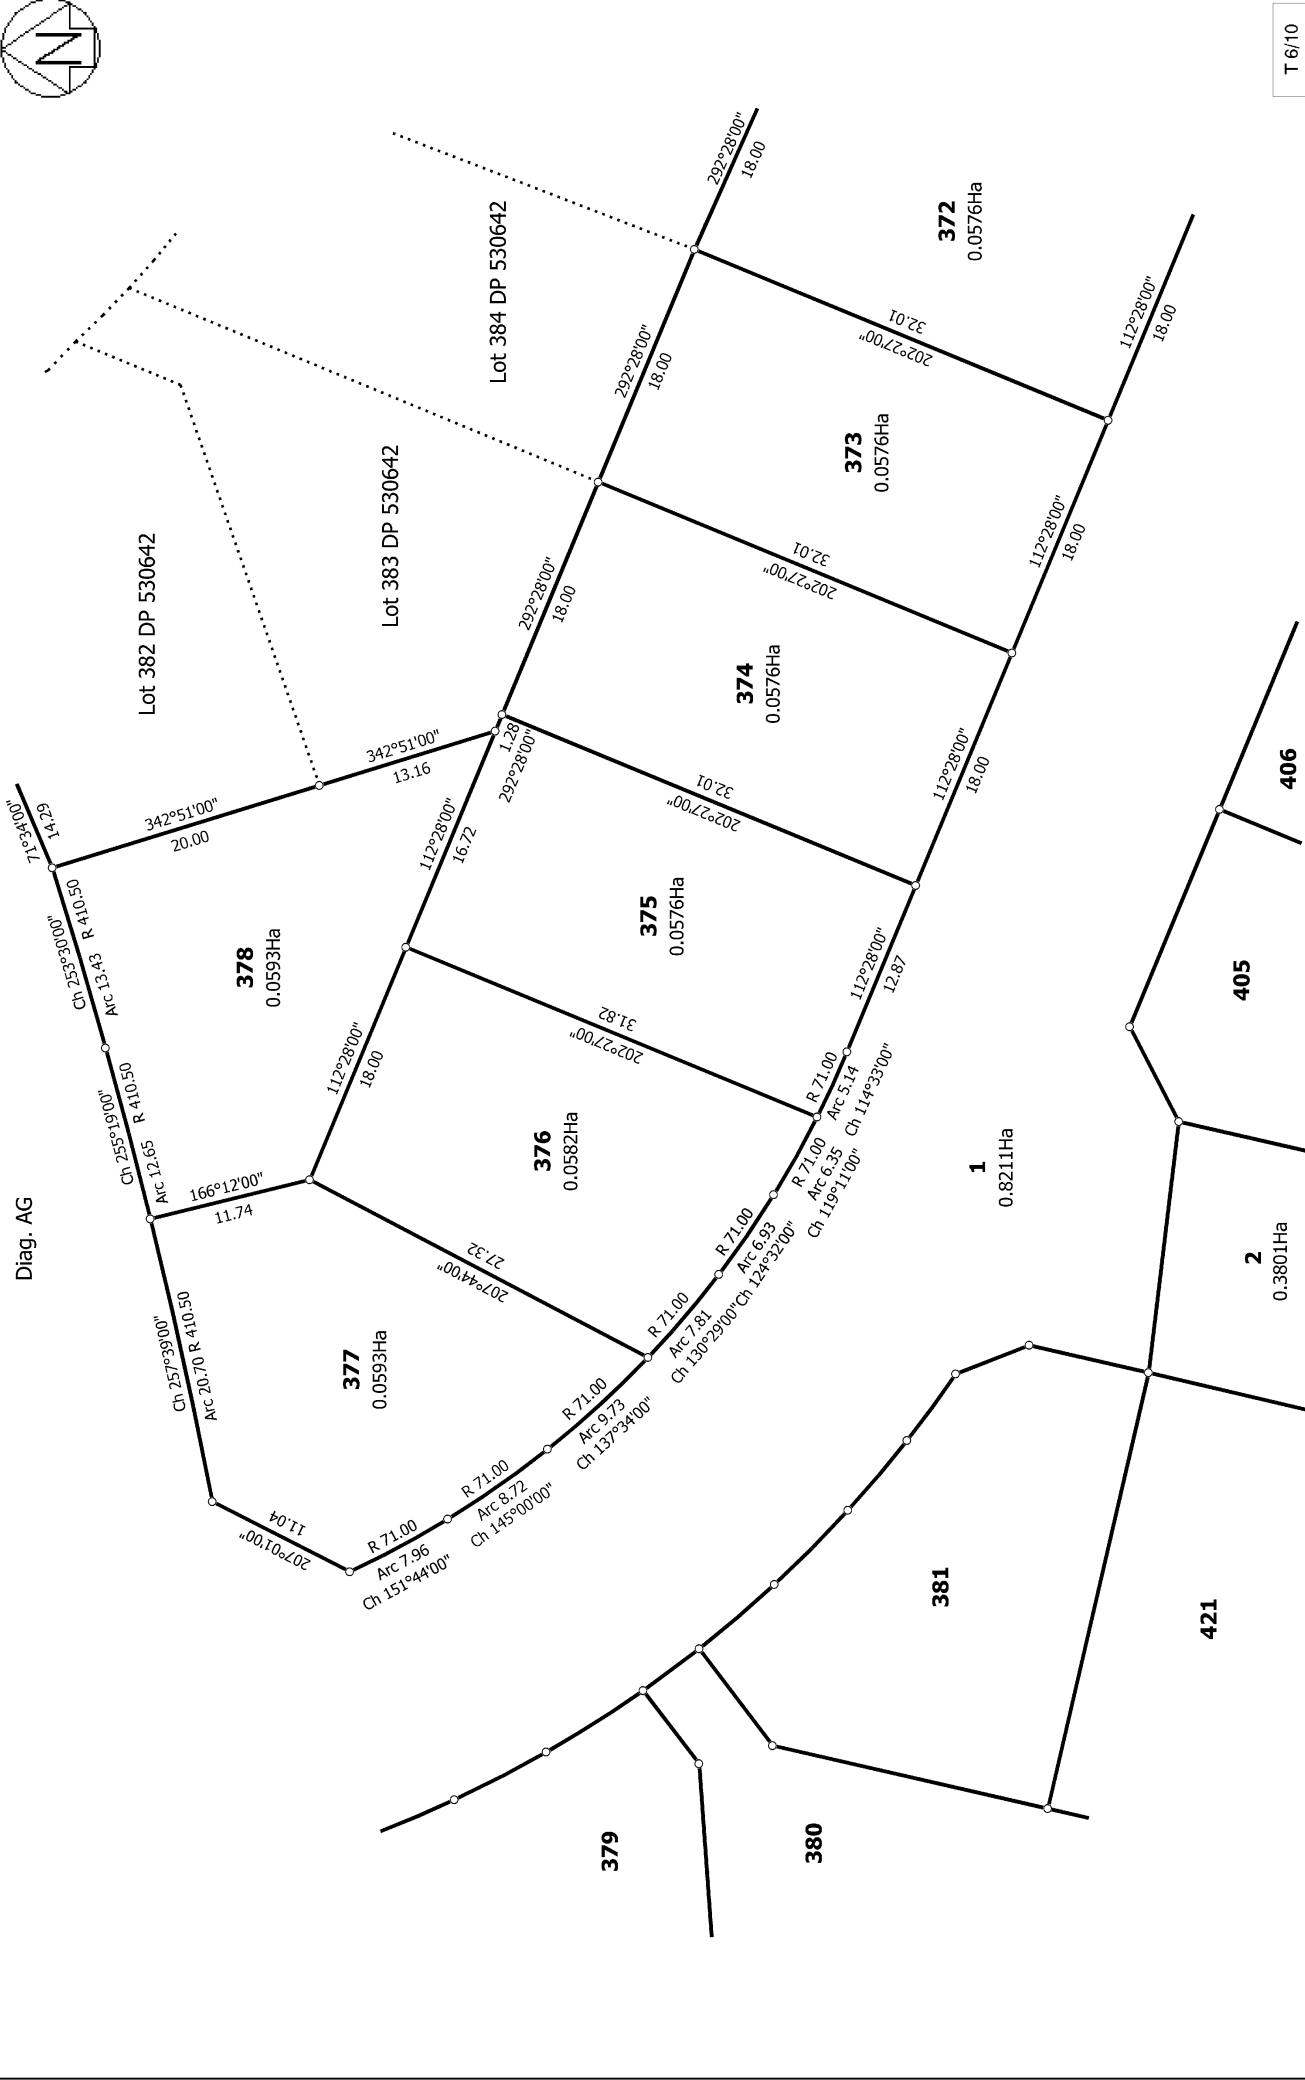 N
T 6/10
Diag. AG
Lot 382 DP 530642
Lot 383 DP 530642
Lot 384 DP 530642
71°34'00"
14.29
342°51'00"
20.00
342°51'00"
13.16
Ch 253°30'00"
Arc 13.43 R 410.50
Ch 255°19'00"
Arc 12.65 R 410.50
Ch 257°39'00"
Arc 20.70 R 410.50
378
0.0593Ha
166°12'00"
11.74
377
0.0593Ha
207°01'00"
11.04
207°44'00"
27.32
R 71.00
Arc 7.96
Ch 151°44'00"
R 71.00
Arc 8.72
Ch 145°00'00"
R 71.00
Arc 9.73
Ch 137°34'00"
R 71.00
Arc 7.81
Ch 130°29'00"
R 71.00
Arc 6.93
Ch 124°32'00"
R 71.00
Arc 6.35
Ch 119°11'00"
R 71.00
Arc 5.14
Ch 114°33'00"
376
0.0582Ha
112°28'00"
18.00
112°28'00"
16.72
1.28
292°28'00"
202°27'00"
31.82
375
0.0576Ha
112°28'00"
12.87
202°27'00"
32.01
292°28'00"
18.00
374
0.0576Ha
112°28'00"
18.00
202°27'00"
32.01
292°28'00"
18.00
373
0.0576Ha
112°28'00"
18.00
202°27'00"
32.01
292°28'00"
18.00
372
0.0576Ha
112°28'00"
18.00
1
0.8211Ha
2
0.3801Ha
406
405
381
421
380
379